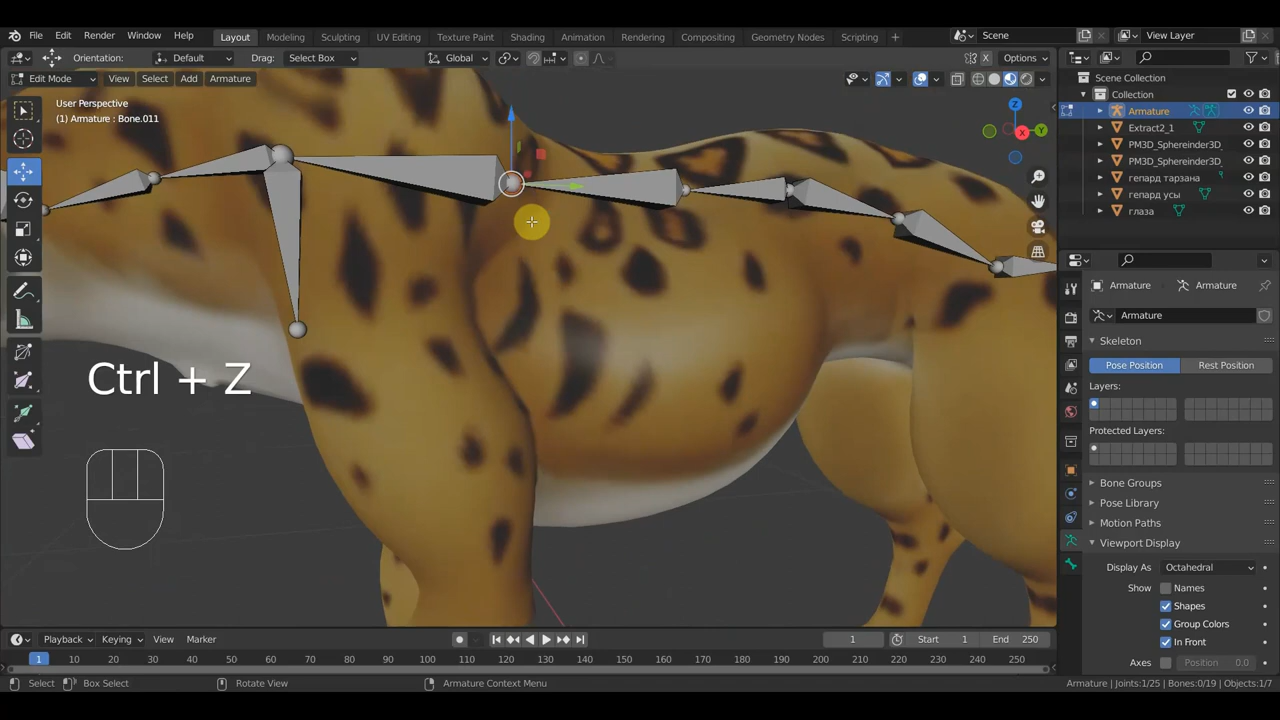 File Edit Render Window Help Layout Modeling Sculpting UV Editing Texture Paint Shading Animation Rendering Compositing Geometry Nodes Scripting + Scene View Layer
Orientation: Default Drag: Select Box Global Options
Edit Mode View Select Add Armature
User Perspective
(1) Armature : Bone.011
Z
X
Y
Ctrl + Z
Scene Collection
Collection
Armature
Extract2_1
PM3D_Sphereinder3D_
PM3D_Sphereinder3D_
гепард тарзана
гепард усы
глаза
Armature Armature
Armature
Skeleton
Pose Position Rest Position
Layers:
Protected Layers:
Bone Groups
Pose Library
Motion Paths
Viewport Display
Display As Octahedral
Show Names
Shapes
Group Colors
In Front
Axes Position 0.0
Playback Keying View Marker 1 Start 1 End 250
1 10 20 30 40 50 60 70 80 90 100 110 120 130 140 150 160 170 180 190 200 210 220 230 240 250
Select Box Select Rotate View Armature Context Menu Armature | Joints:1/25 | Bones:0/19 | Objects:1/7